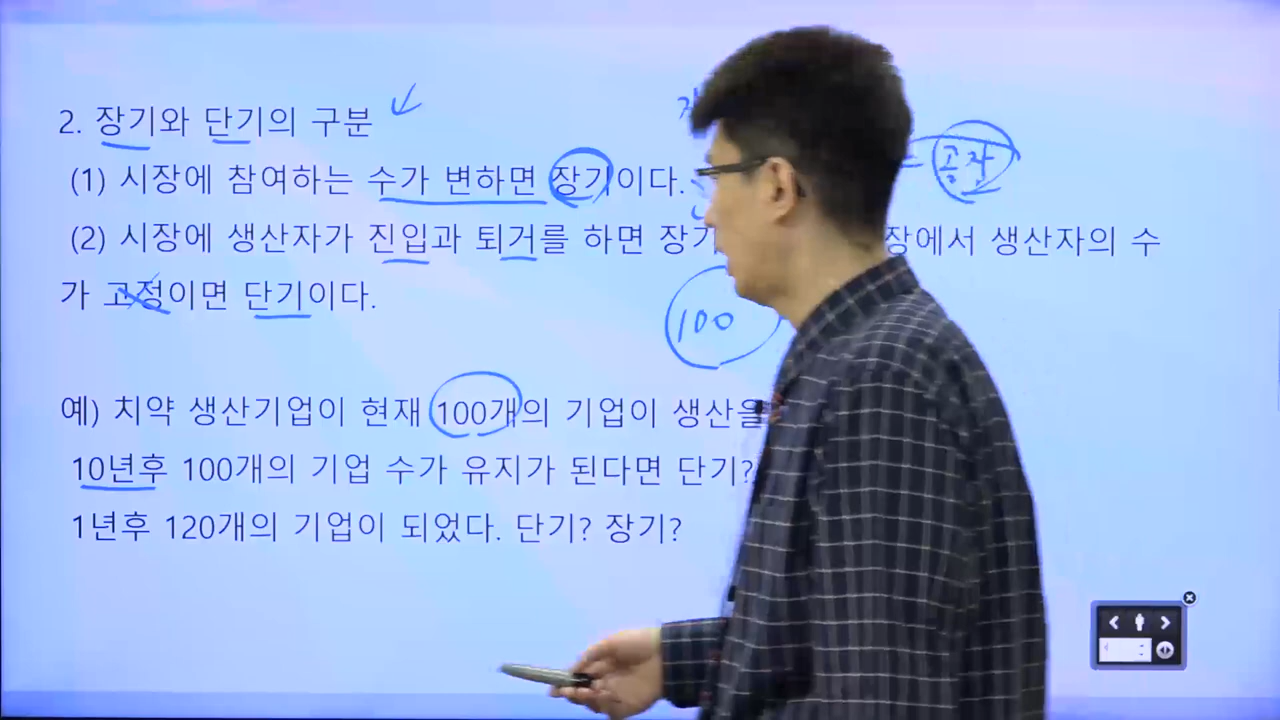 2. 장기와 단기의 구분
(1) 시장에 참여하는 수가 변하면 장기이다.
= 공장
(2) 시장에 생산자가 진입과 퇴거를 하면 장기 장에서 생산자의 수
가 고정이면 단기이다.
100
예) 치약 생산기업이 현재 100개의 기업이 생산을
10년후 100개의 기업 수가 유지가 된다면 단기?
1년후 120개의 기업이 되었다. 단기? 장기?